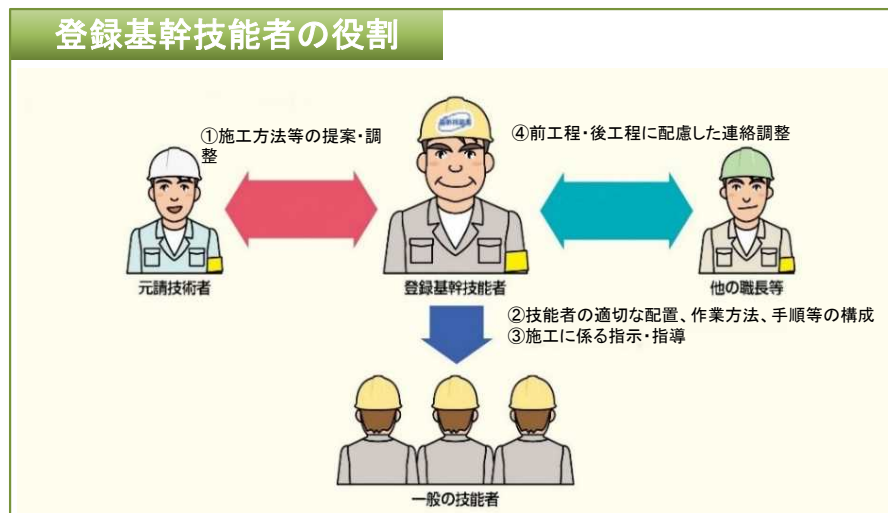 登録基幹技能者の役割
①施工方法等の提案・調
整
④前工程・後工程に配慮した連絡調整
元請技術者
登録基幹技能者
他の職長等
②技能者の適切な配置、作業方法、手順等の構成
③施工に係る指示・指導
一般の技能者